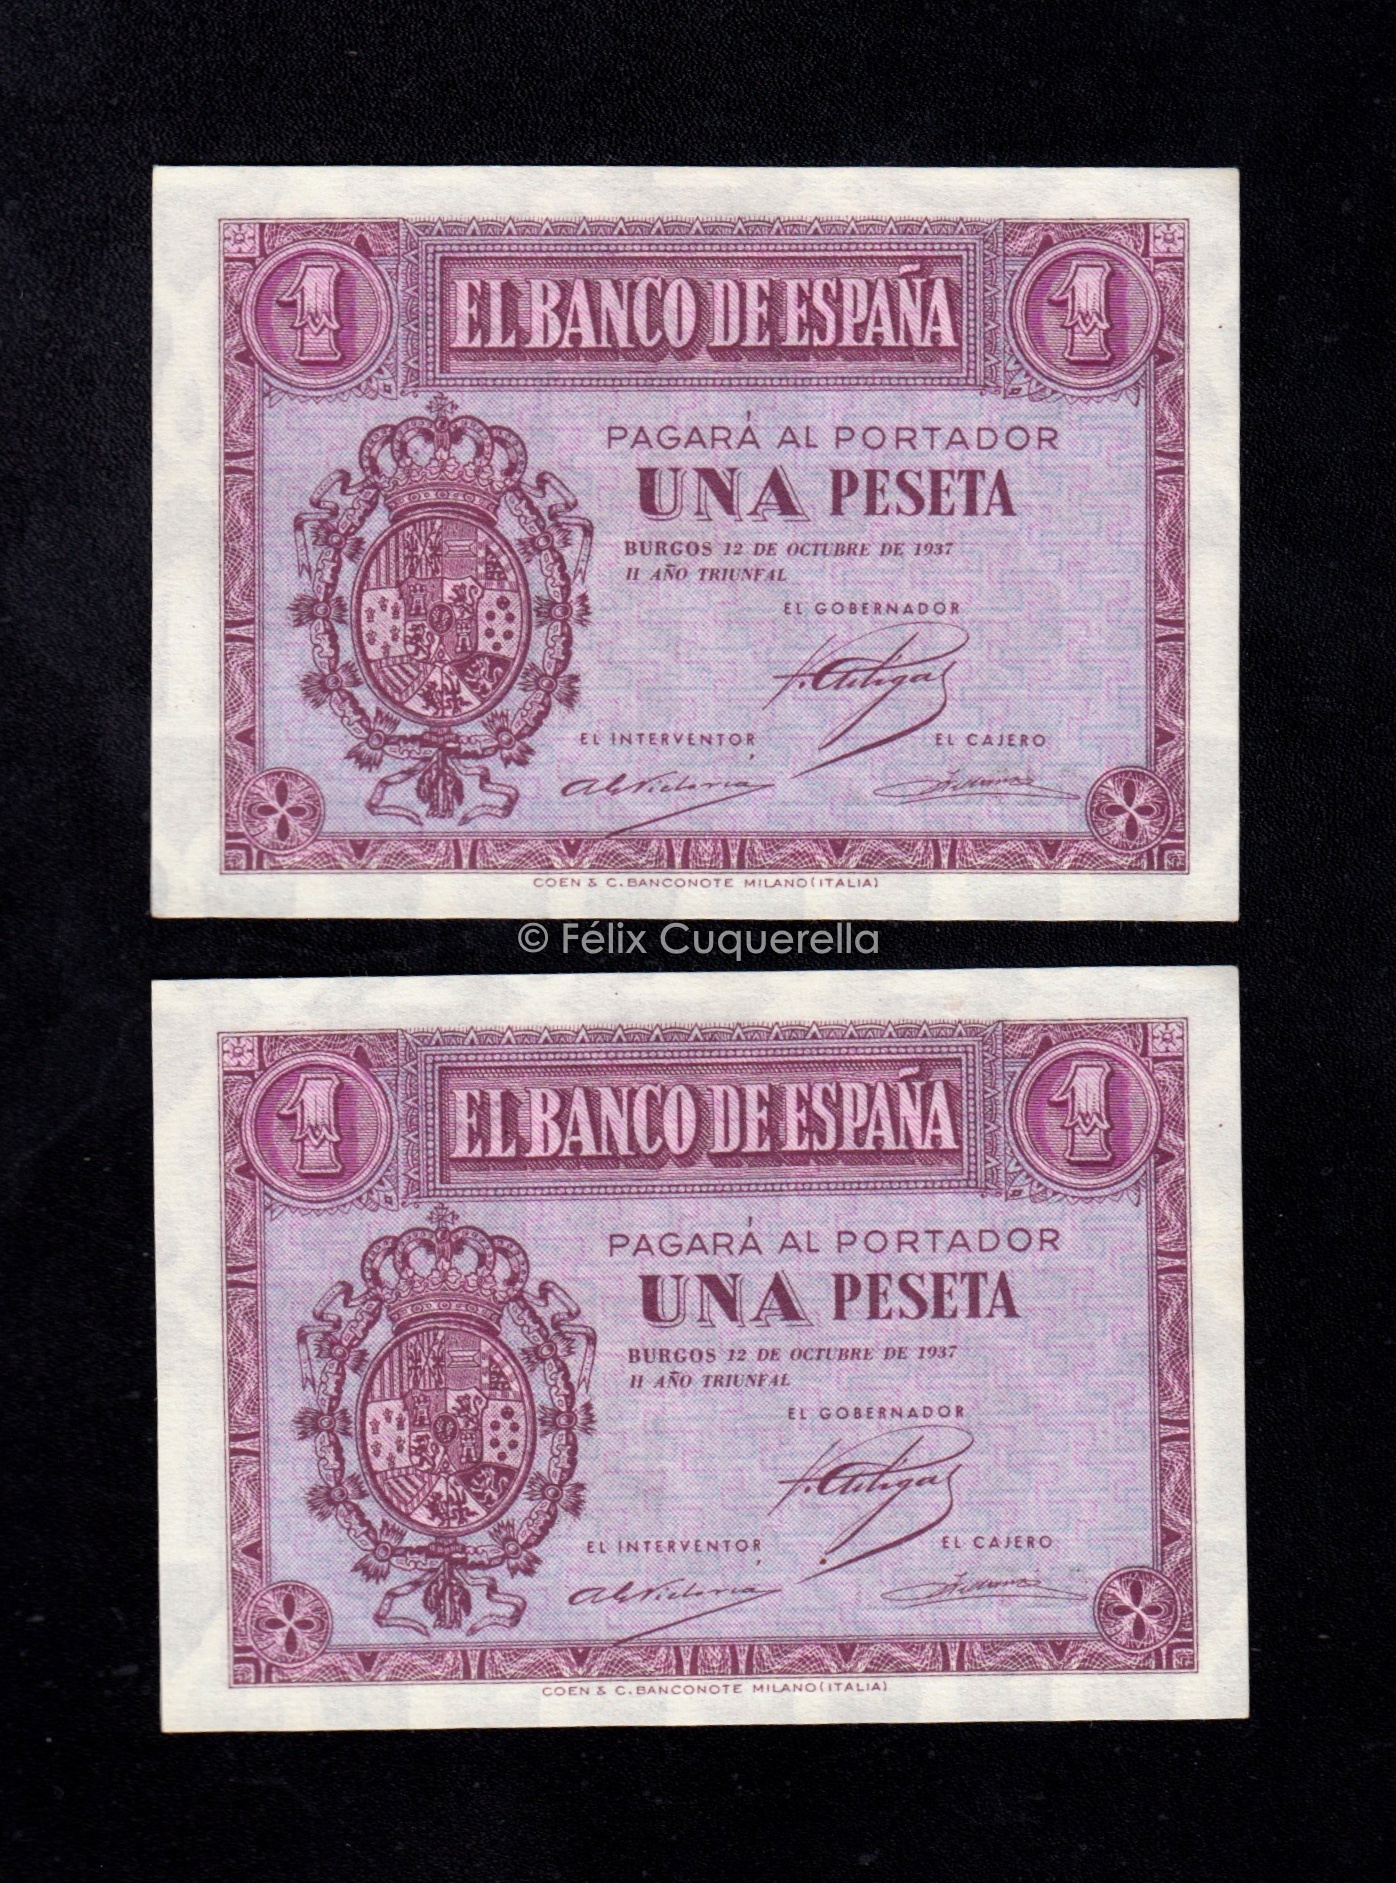 1 EL BANCO DE ESPAÑA 1
PAGARÁ AL PORTADOR
UNA PESETA
BURGOS 12 DE OCTUBRE DE 1937
II AÑO TRIUNFAL
EL GOBERNADOR
EL INTERVENTOR, EL CAJERO
COEN & C. BANCONOTE MILANO (ITALIA)
© Félix Cuquerella
1 EL BANCO DE ESPAÑA 1
PAGARÁ AL PORTADOR
UNA PESETA
BURGOS 12 DE OCTUBRE DE 1937
II AÑO TRIUNFAL
EL GOBERNADOR
EL INTERVENTOR, EL CAJERO
COEN & C. BANCONOTE MILANO (ITALIA)